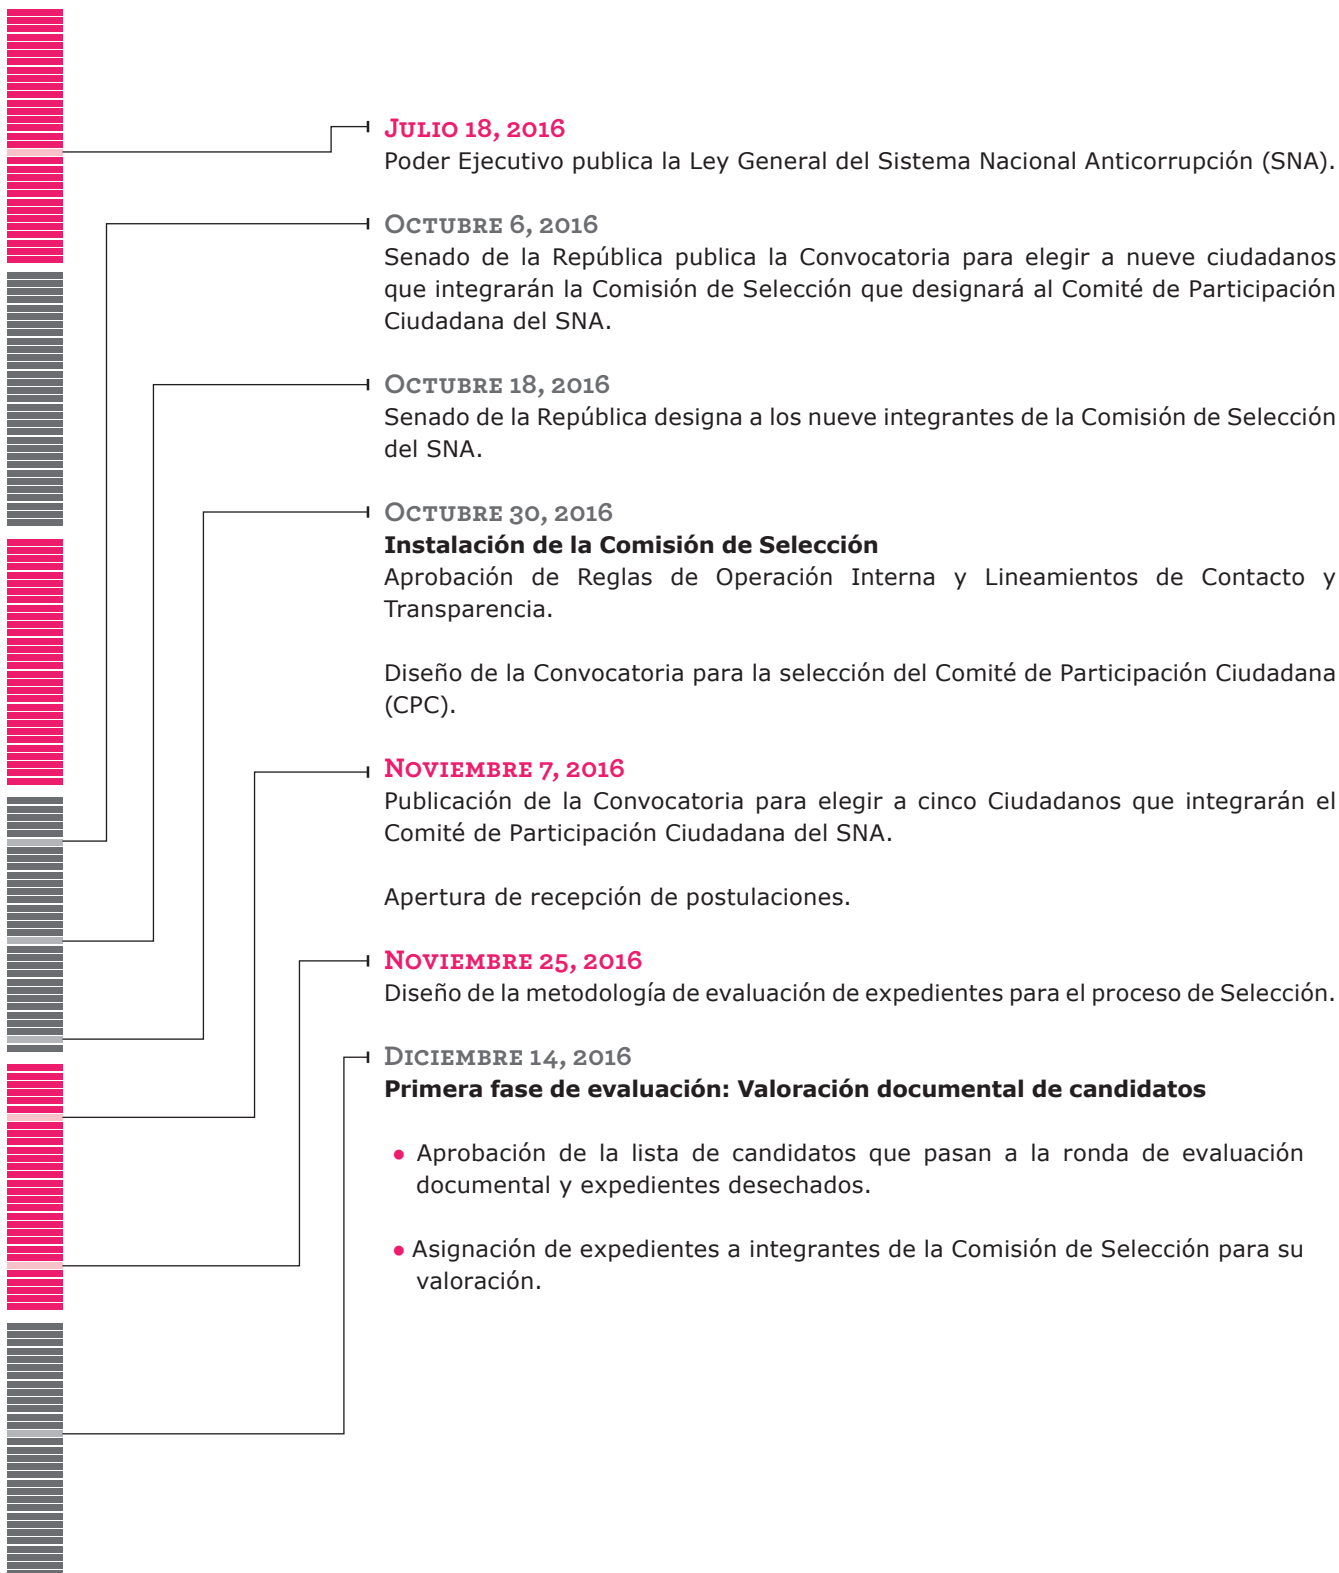 Julio 18, 2016
Poder Ejecutivo publica la Ley General del Sistema Nacional Anticorrupción (SNA).
Octubre 6, 2016
Senado de la República publica la Convocatoria para elegir a nueve ciudadanos
que integrarán la Comisión de Selección que designará al Comité de Participación
Ciudadana del SNA.
Octubre 18, 2016
Senado de la República designa a los nueve integrantes de la Comisión de Selección
del SNA.
Octubre 30, 2016
Instalación de la Comisión de Selección
Aprobación de Reglas de Operación Interna y Lineamientos de Contacto y
Transparencia.
Diseño de la Convocatoria para la selección del Comité de Participación Ciudadana
(CPC).
Noviembre 7, 2016
Publicación de la Convocatoria para elegir a cinco Ciudadanos que integrarán el
Comité de Participación Ciudadana del SNA.
Apertura de recepción de postulaciones.
Noviembre 25, 2016
Diseño de la metodología de evaluación de expedientes para el proceso de Selección.
Diciembre 14, 2016
Primera fase de evaluación: Valoración documental de candidatos
• Aprobación de la lista de candidatos que pasan a la ronda de evaluación
documental y expedientes desechados.
• Asignación de expedientes a integrantes de la Comisión de Selección para su
valoración.